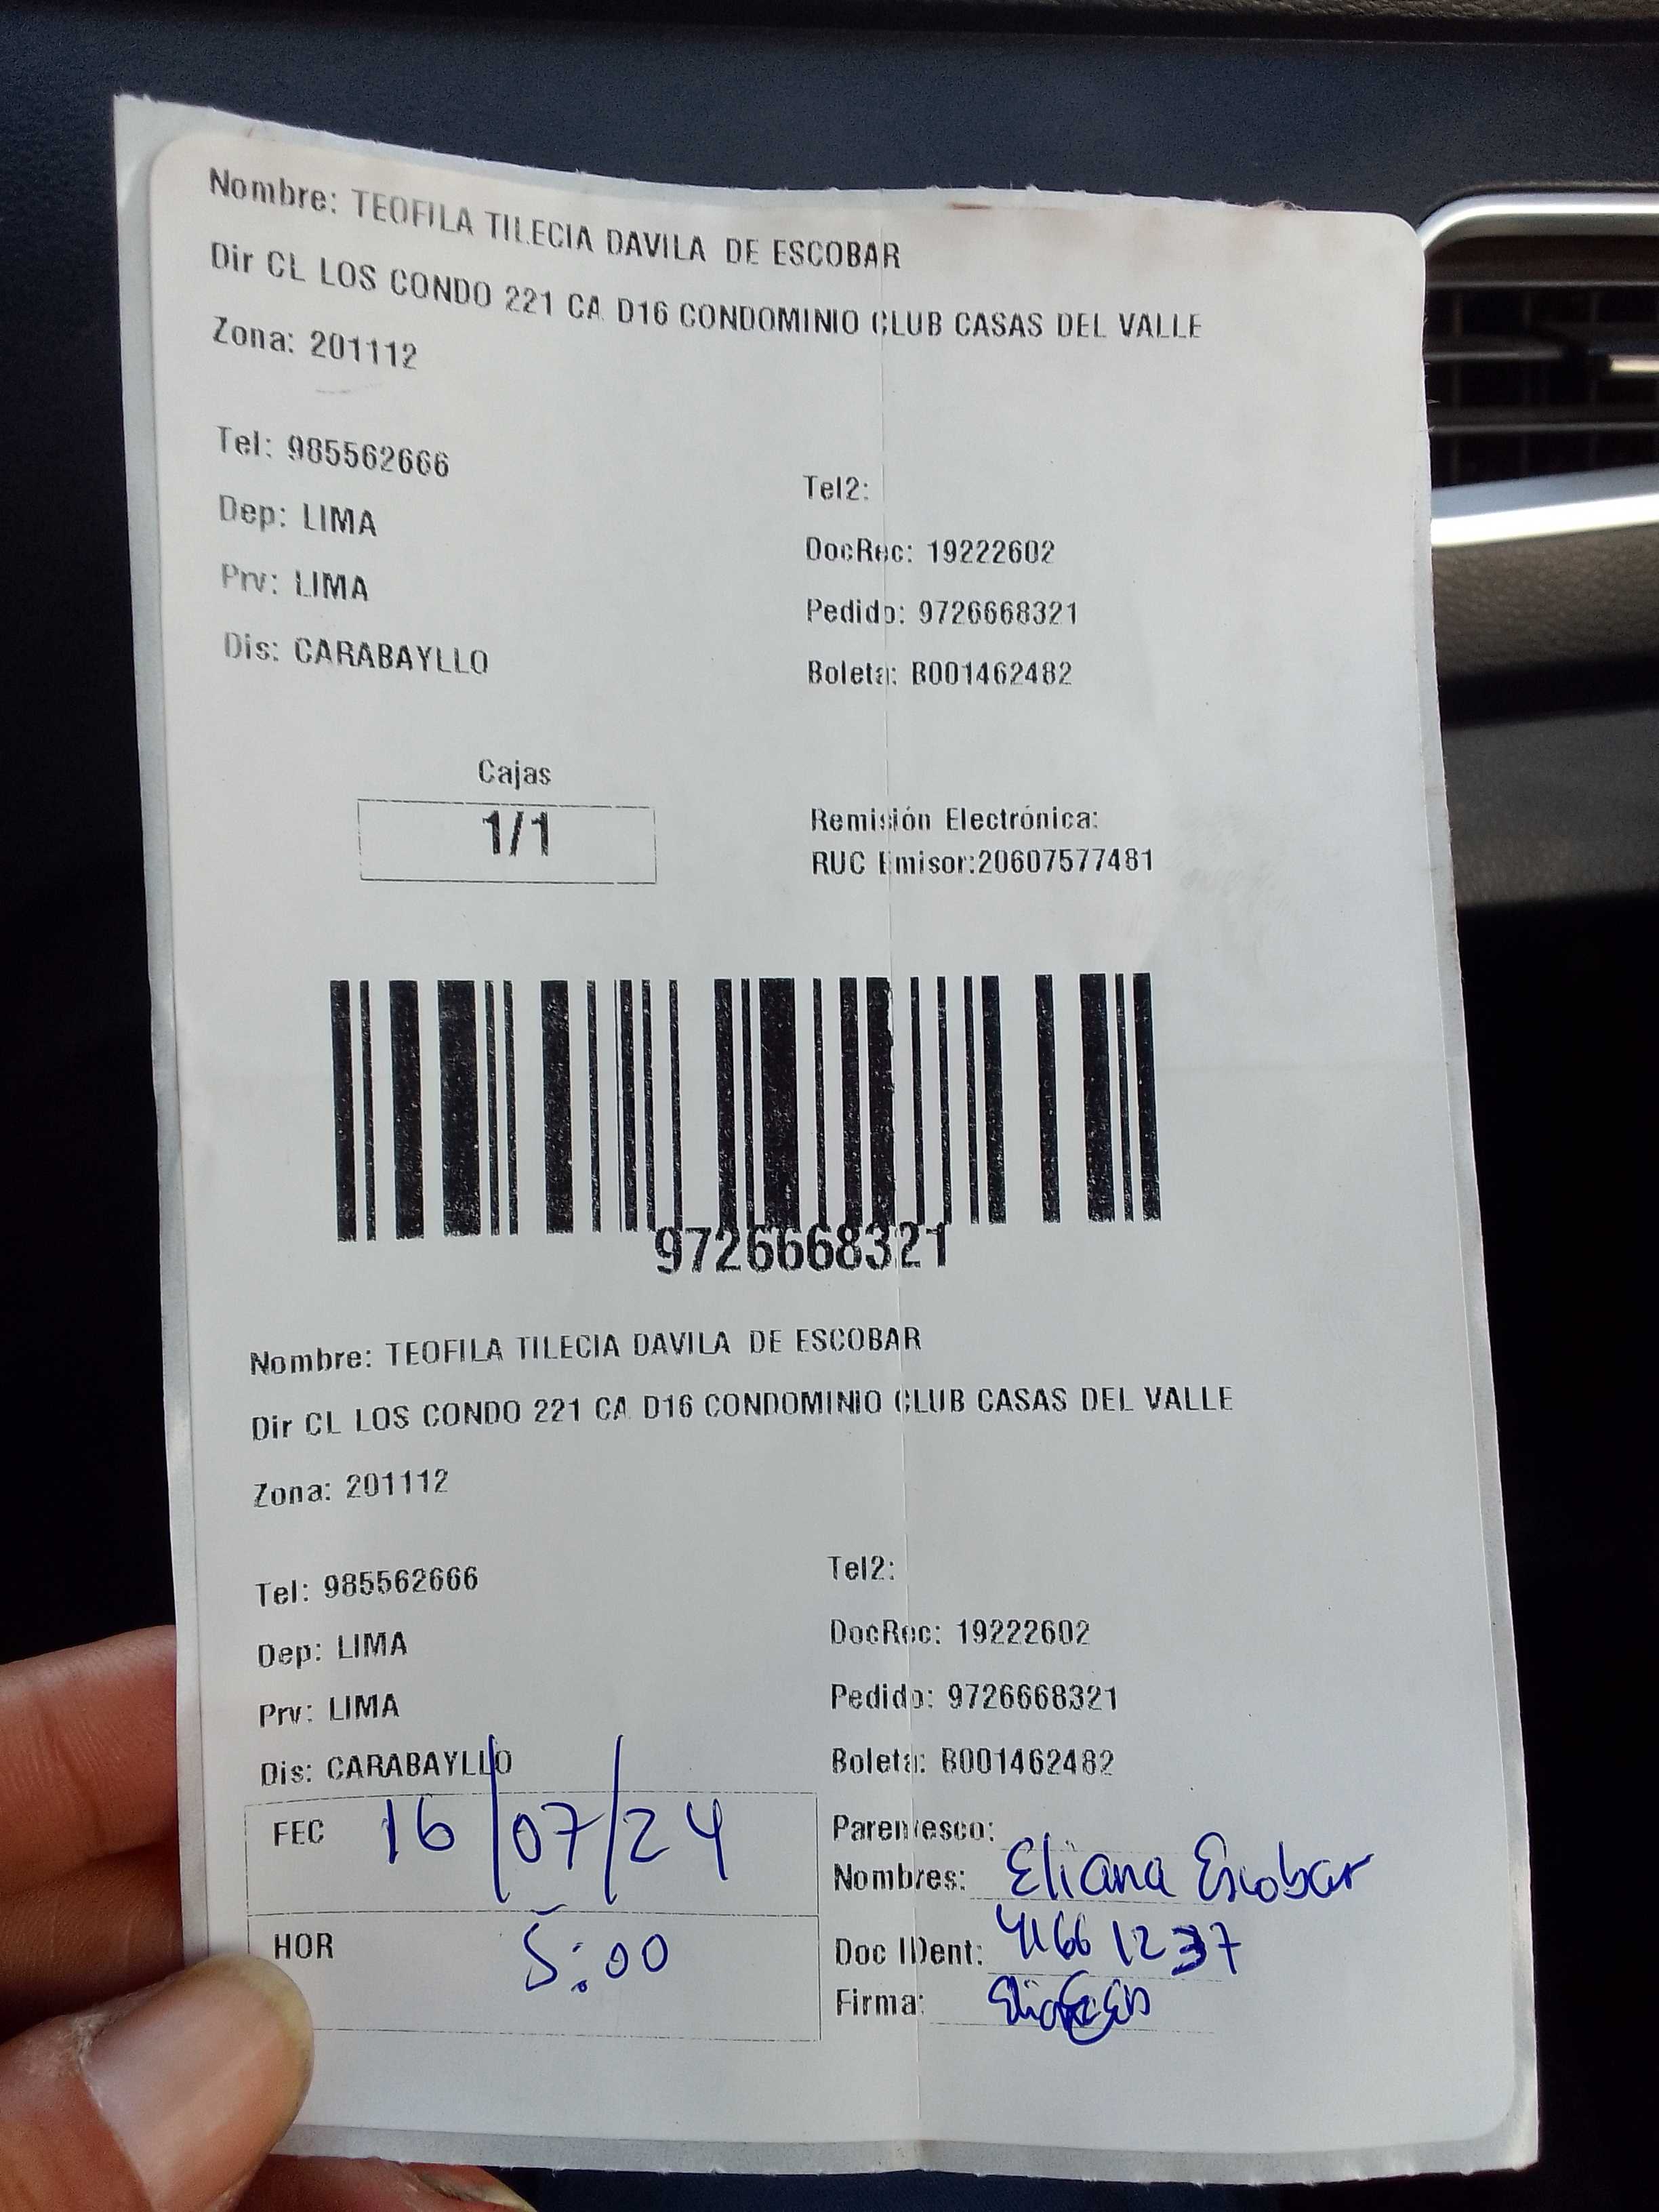 Nombre: TEOFILA TILECIA DAVILA DE ESCOBAR
Dir CL LOS CONDO 221 CA D16 CONDOMINIO CLUB CASAS DEL VALLE
Zona: 201112
Tel: 985562666
Tel2:
Dep: LIMA
DocRec: 19222602
Prv: LIMA
Pedido: 9726668321
Dis: CARABAYLLO
Boleta: B001462482
Cajas
1/1
Remisión Electrónica:
RUC Emisor:20607577481
9726668321
Nombre: TEOFILA TILECIA DAVILA DE ESCOBAR
Dir CL LOS CONDO 221 CA D16 CONDOMINIO CLUB CASAS DEL VALLE
Zona: 201112
Tel: 985562666
Tel2:
Dep: LIMA
DocRec: 19222602
Prv: LIMA
Pedido: 9726668321
Dis: CARABAYLLO
Boleta: B001462482
FEC 16/07/24
Parentesco:
Nombres: Eliana Escobar
HOR 5:00
Doc IDent: 41661237
Firma: